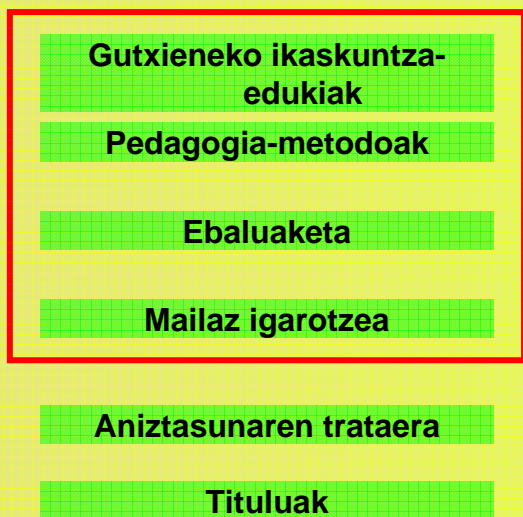 Gutxieneko ikaskuntza-
edukiak
Pedagogia-metodoak
Ebaluaketa
Mailaz igarotzea
Aniztasunaren trataera
Tituluak